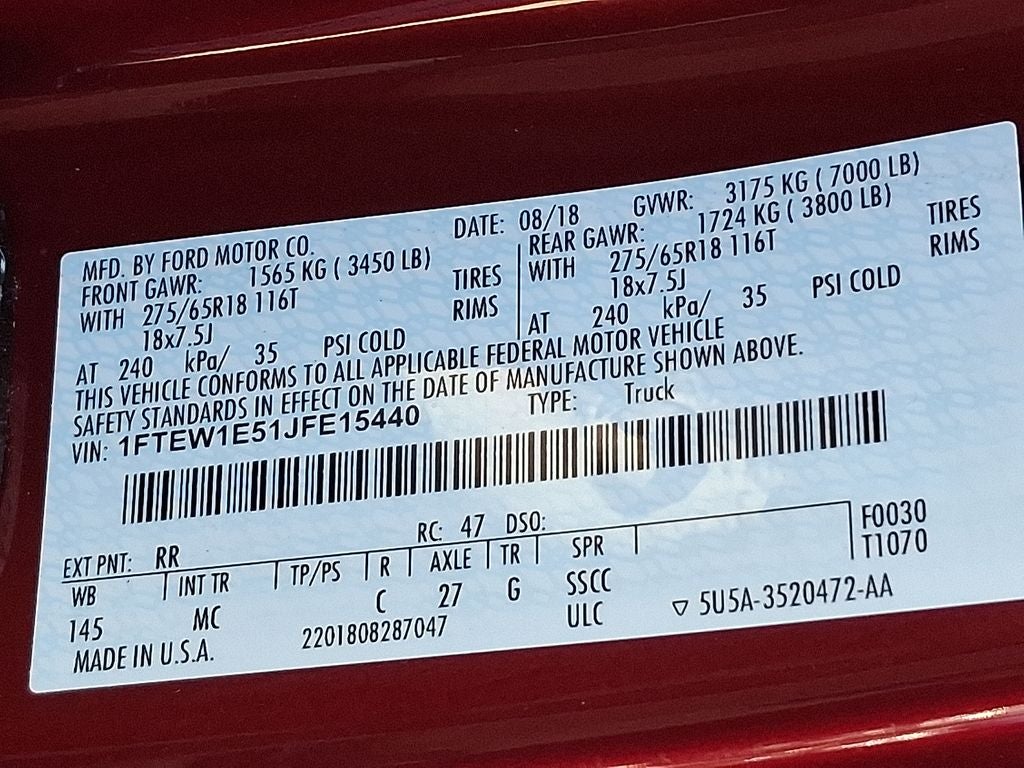 MFD. BY FORD MOTOR CO. DATE: 08/18 GVWR: 3175 KG ( 7000 LB)
FRONT GAWR: 1565 KG ( 3450 LB) REAR GAWR: 1724 KG ( 3800 LB)
WITH 275/65R18 116T TIRES WITH 275/65R18 116T TIRES
18x7.5J RIMS 18x7.5J RIMS
AT 240 kPa/ 35 PSI COLD AT 240 kPa/ 35 PSI COLD
THIS VEHICLE CONFORMS TO ALL APPLICABLE FEDERAL MOTOR VEHICLE
SAFETY STANDARDS IN EFFECT ON THE DATE OF MANUFACTURE SHOWN ABOVE.
VIN: 1FTEW1E51JFE15440 TYPE: Truck
EXT PNT: RR RC: 47 DSO: F0030
WB INT TR TP/PS R AXLE TR SPR T1070
145 MC C 27 G SSCC
2201808287047 ULC ▽ 5U5A-3520472-AA
MADE IN U.S.A.